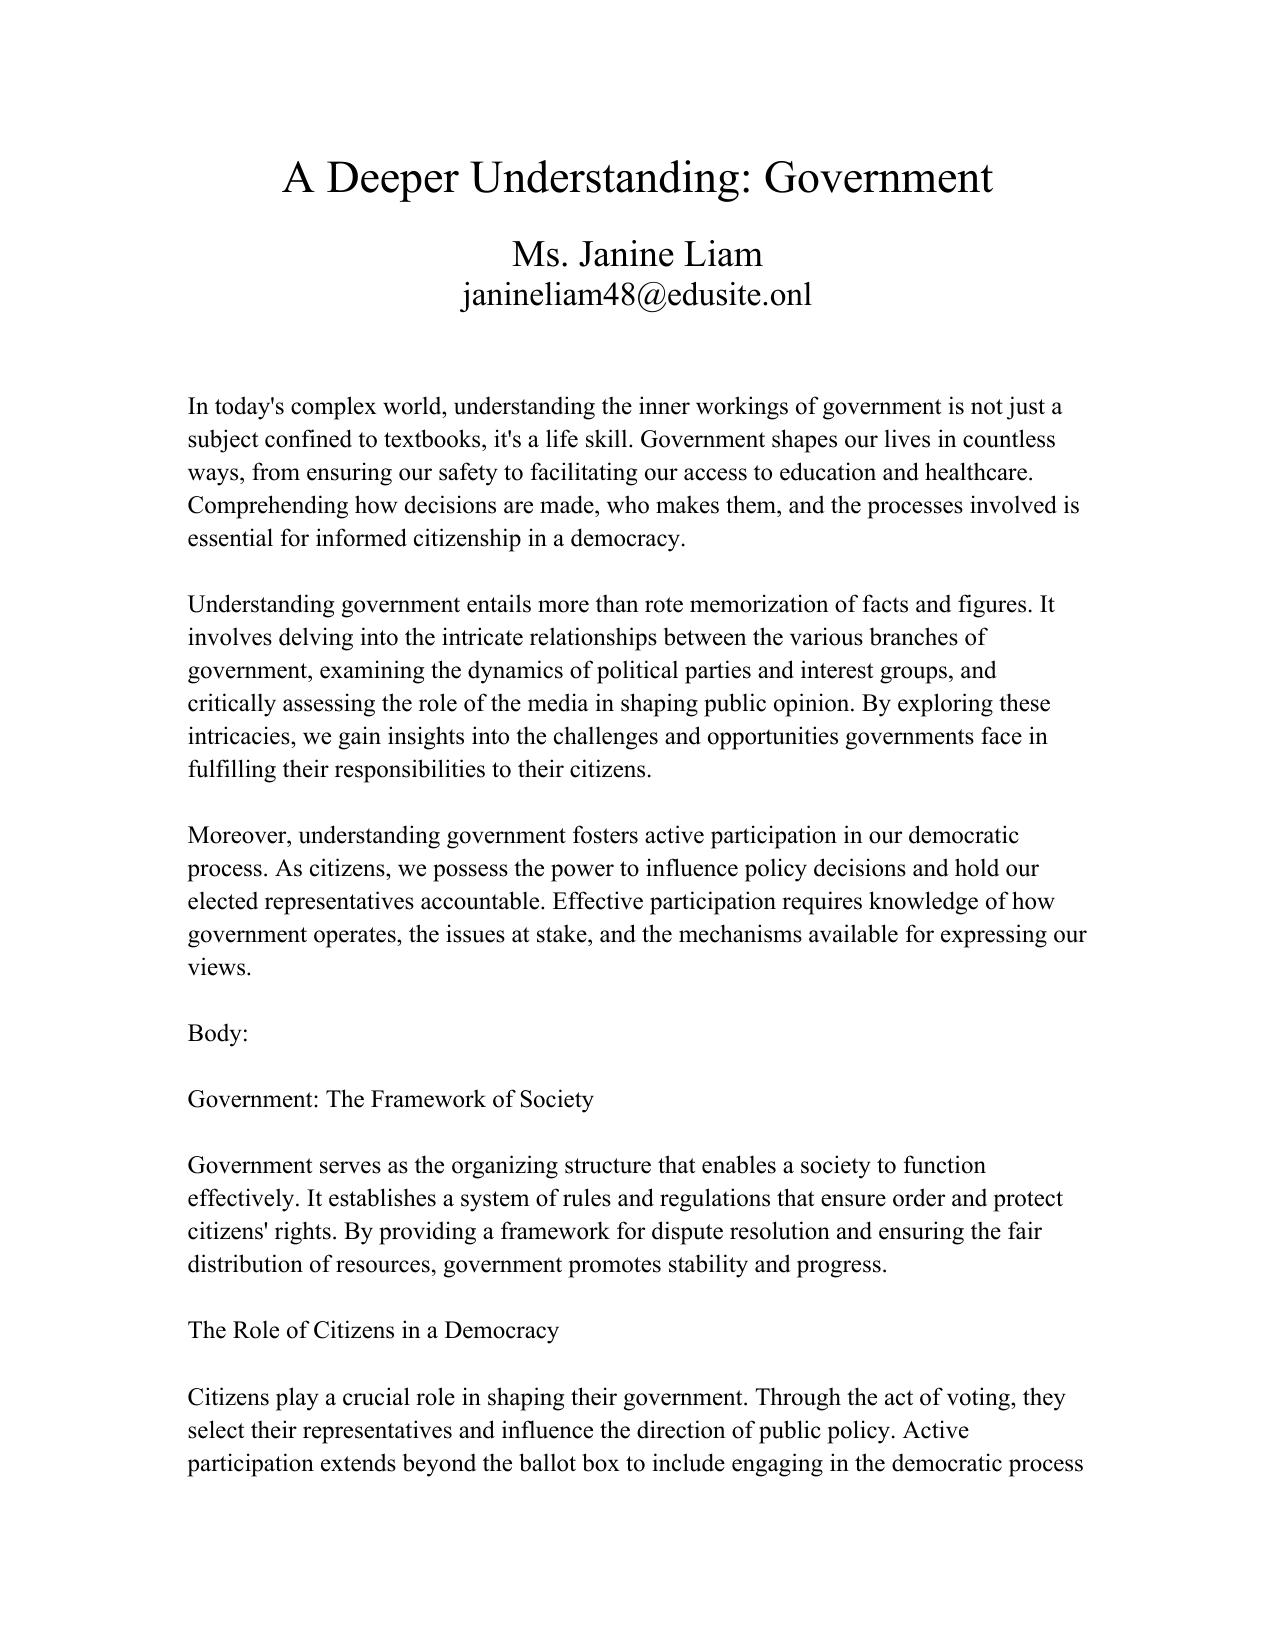 A Deeper Understanding: Government
Ms. Janine Liam
janineliam48@edusite.onl
In today's complex world, understanding the inner workings of government is not just a
subject confined to textbooks, it's a life skill. Government shapes our lives in countless
ways, from ensuring our safety to facilitating our access to education and healthcare.
Comprehending how decisions are made, who makes them, and the processes involved is
essential for informed citizenship in a democracy.
Understanding government entails more than rote memorization of facts and figures. It
involves delving into the intricate relationships between the various branches of
government, examining the dynamics of political parties and interest groups, and
critically assessing the role of the media in shaping public opinion. By exploring these
intricacies, we gain insights into the challenges and opportunities governments face in
fulfilling their responsibilities to their citizens.
Moreover, understanding government fosters active participation in our democratic
process. As citizens, we possess the power to influence policy decisions and hold our
elected representatives accountable. Effective participation requires knowledge of how
government operates, the issues at stake, and the mechanisms available for expressing our
views.
Body:
Government: The Framework of Society
Government serves as the organizing structure that enables a society to function
effectively. It establishes a system of rules and regulations that ensure order and protect
citizens' rights. By providing a framework for dispute resolution and ensuring the fair
distribution of resources, government promotes stability and progress.
The Role of Citizens in a Democracy
Citizens play a crucial role in shaping their government. Through the act of voting, they
select their representatives and influence the direction of public policy. Active
participation extends beyond the ballot box to include engaging in the democratic process